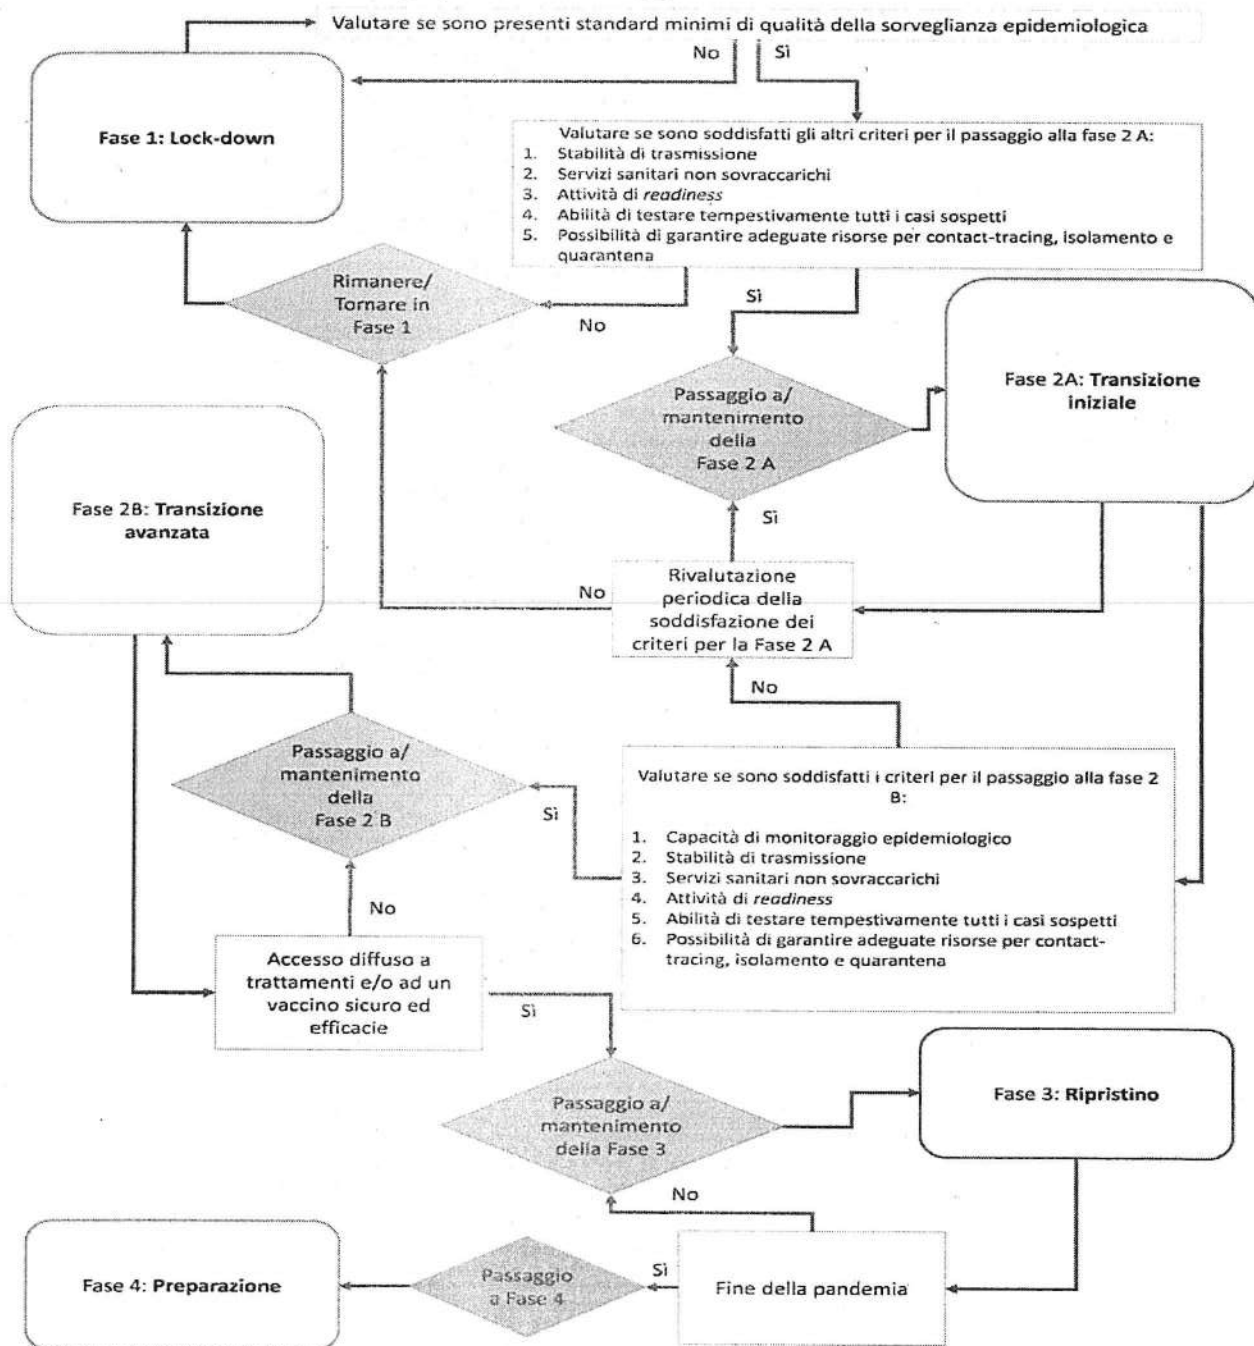 Valutare se sono presenti standard minimi di qualità della sorveglianza epidemiologica
No
Sì
Fase 1: Lock-down
Valutare se sono soddisfatti gli altri criteri per il passaggio alla fase 2 A:
1. Stabilità di trasmissione
2. Servizi sanitari non sovraccarichi
3. Attività di readiness
4. Abilità di testare tempestivamente tutti i casi sospetti
5. Possibilità di garantire adeguate risorse per contact-tracing, isolamento e
quarantena
Rimanere/
Tornare in
Fase 1
No
Sì
Passaggio a/
mantenimento
della
Fase 2 A
Fase 2A: Transizione
iniziale
Fase 2B: Transizione
avanzata
Sì
No
Rivalutazione
periodica della
soddisfazione dei
criteri per la Fase 2 A
No
Passaggio a/
mantenimento
della
Fase 2 B
Sì
Valutare se sono soddisfatti i criteri per il passaggio alla fase 2
B:
1. Capacità di monitoraggio epidemiologico
2. Stabilità di trasmissione
3. Servizi sanitari non sovraccarichi
4. Attività di readiness
5. Abilità di testare tempestivamente tutti i casi sospetti
6. Possibilità di garantire adeguate risorse per contact-
tracing, isolamento e quarantena
No
Accesso diffuso a
trattamenti e/o ad un
vaccino sicuro ed
efficacie
Sì
Passaggio a/
mantenimento
della Fase 3
Fase 3: Ripristino
No
Fase 4: Preparazione
Passaggio
a Fase 4
Sì
Fine della pandemia